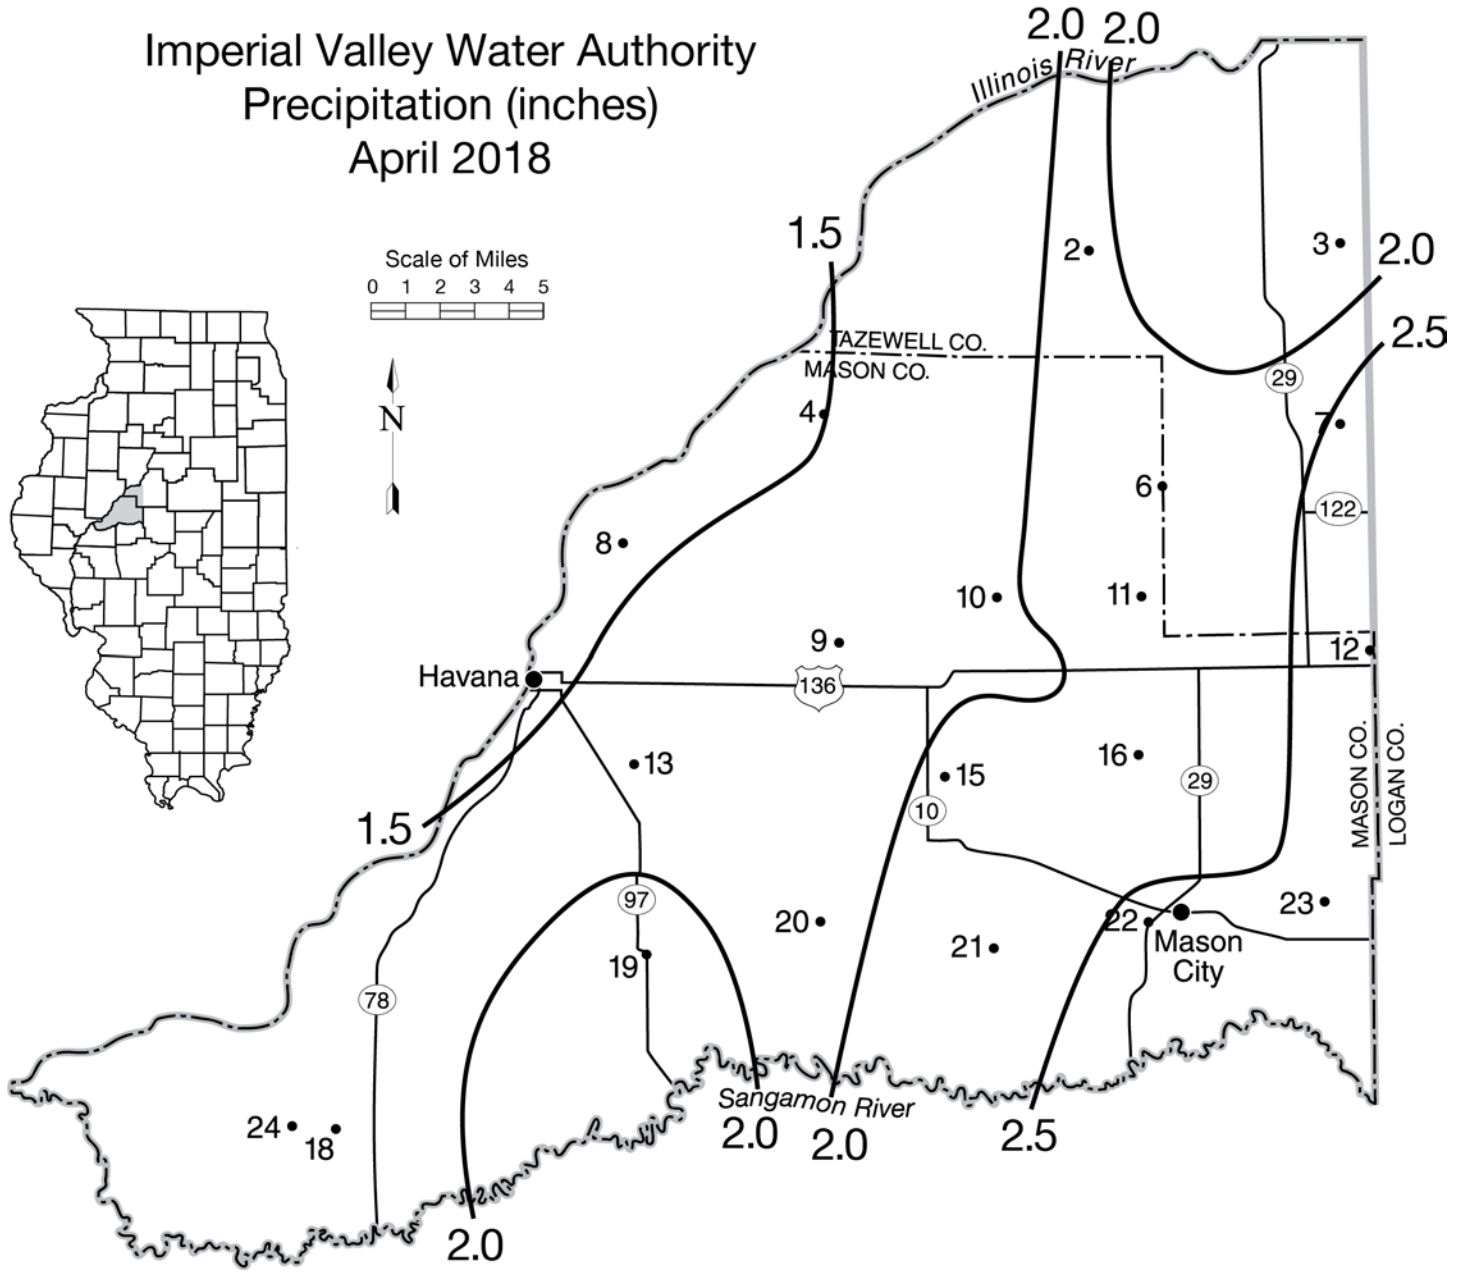 Imperial Valley Water Authority
Precipitation (inches)
April 2018
2.0 2.0
Illinois River
1.5
2
3
2.0
Scale of Miles
0 1 2 3 4 5
2.5
TAZEWELL CO.
MASON CO.
29
N
4
7
6
122
8
10
11
9
12
Havana
136
13
16
15
29
MASON CO.
LOGAN CO.
10
1.5
97
20
22
23
21
Mason
City
19
78
Sangamon River
24
18
2.0
2.0
2.5
2.0